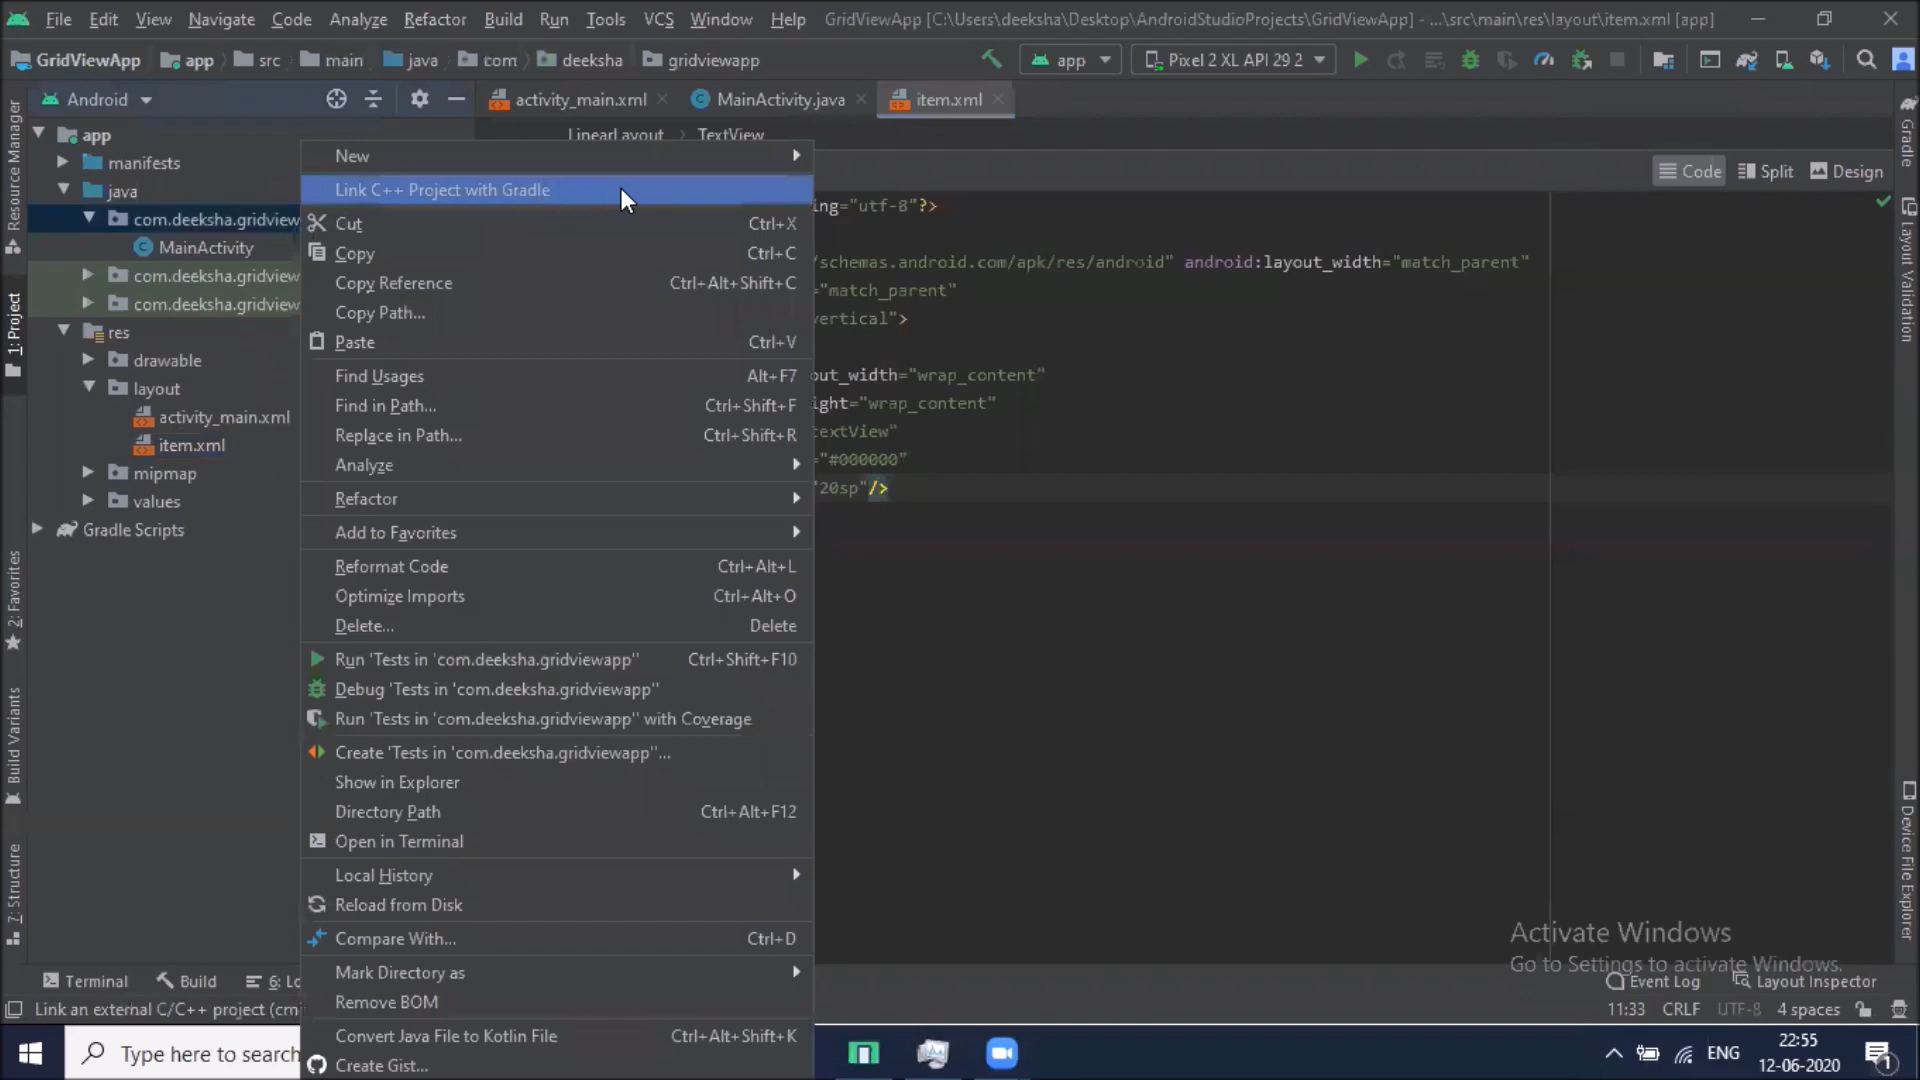 File Edit View Navigate Code Analyze Refactor Build Run Tools VCS Window Help GridViewApp [C:\Users\deeksha\Desktop\AndroidStudioProjects\GridViewApp] - ...\src\main\res\layout\item.xml [app]
GridViewApp app src main java com deeksha gridviewapp app Pixel 2 XL API 29 2
Android activity_main.xml MainActivity.java item.xml
LinearLayout TextView
Code Split Design
app
manifests
java
com.deeksha.gridview
MainActivity
com.deeksha.gridview
com.deeksha.gridview
res
drawable
layout
activity_main.xml
item.xml
mipmap
values
Gradle Scripts
New
Link C++ Project with Gradle
Cut Ctrl+X
Copy Ctrl+C
Copy Reference Ctrl+Alt+Shift+C
Copy Path...
Paste Ctrl+V
Find Usages Alt+F7
Find in Path... Ctrl+Shift+F
Replace in Path... Ctrl+Shift+R
Analyze
Refactor
Add to Favorites
Reformat Code Ctrl+Alt+L
Optimize Imports Ctrl+Alt+O
Delete... Delete
Run 'Tests in 'com.deeksha.gridviewapp'' Ctrl+Shift+F10
Debug 'Tests in 'com.deeksha.gridviewapp''
Run 'Tests in 'com.deeksha.gridviewapp'' with Coverage
Create 'Tests in 'com.deeksha.gridviewapp''...
Show in Explorer
Directory Path Ctrl+Alt+F12
Open in Terminal
Local History
Reload from Disk
Compare With... Ctrl+D
Mark Directory as
Remove BOM
Convert Java File to Kotlin File Ctrl+Alt+Shift+K
Create Gist...
ing="utf-8"?>
/schemas.android.com/apk/res/android" android:layout_width="match_parent"
="match_parent"
vertical">
out_width="wrap_content"
ight="wrap_content"
extView"
="#000000"
"20sp"/>
Resource Manager
1: Project
2: Favorites
Build Variants
7: Structure
Gradle
Layout Validation
Device File Explorer
Activate Windows
Go to Settings to activate Windows.
Terminal Build 6: Lo Event Log Layout Inspector
Link an external C/C++ project (cm 11:33 CRLF UTF-8 4 spaces
Type here to search ENG 22:55
12-06-2020
1